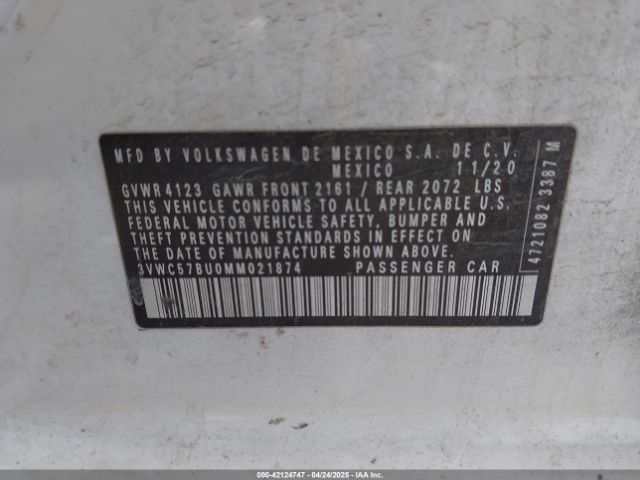 MFD BY VOLKSWAGEN DE MEXICO S.A. DE C.V.
MEXICO 11/20
GVWR 4123 GAWR FRONT 2161 / REAR 2072 LBS
THIS VEHICLE CONFORMS TO ALL APPLICABLE U.S.
FEDERAL MOTOR VEHICLE SAFETY, BUMPER AND
THEFT PREVENTION STANDARDS IN EFFECT ON
THE DATE OF MANUFACTURE SHOWN ABOVE.
3VWC57BU0MM021874 PASSENGER CAR
4721082 3387 M
000-42124747 - 04/24/2025 - IAAI.CA